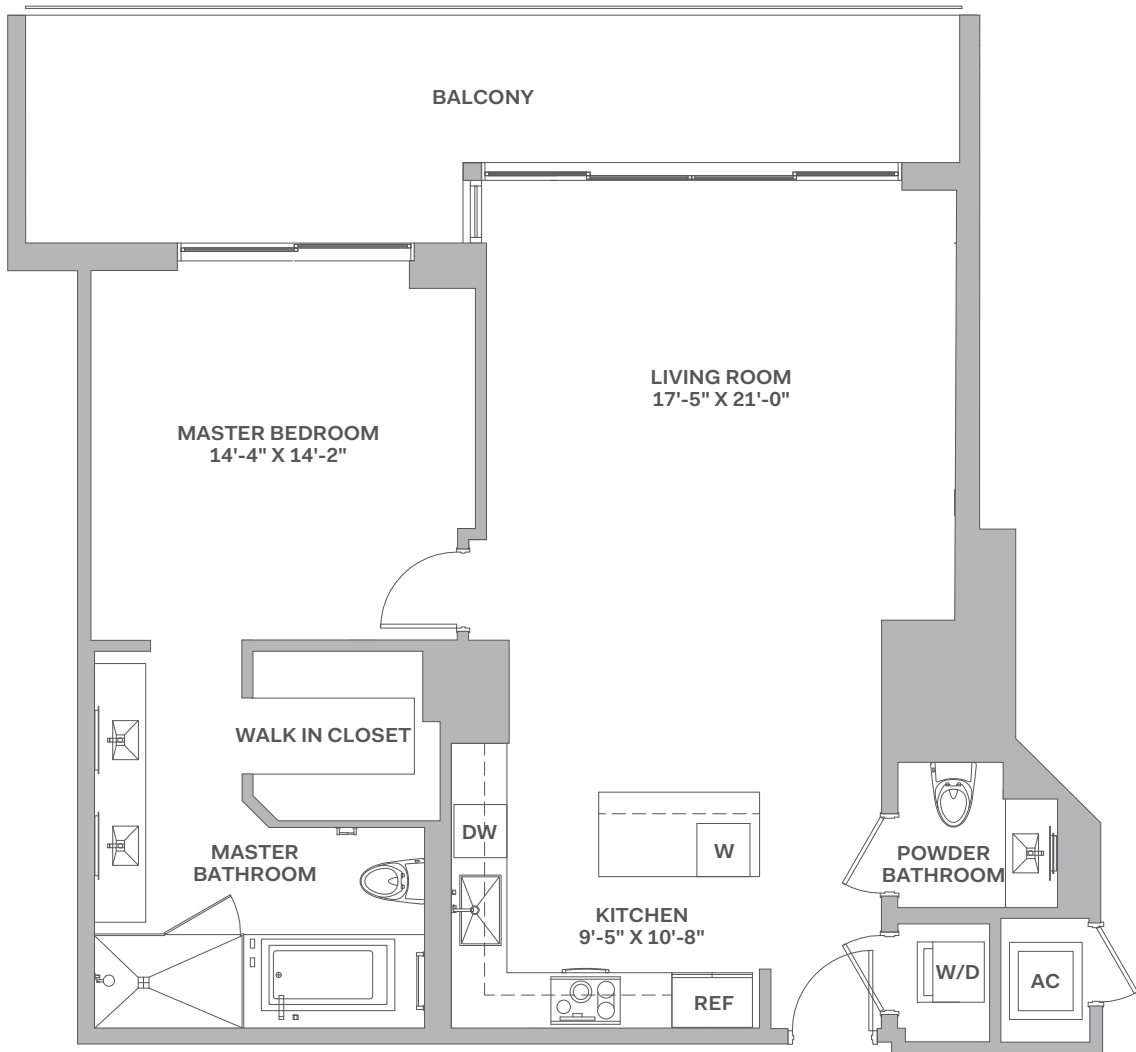 BALCONY
LIVING ROOM
17'-5" X 21'-0"
MASTER BEDROOM
14'-4" X 14'-2"
WALK IN CLOSET
DW
W
MASTER
BATHROOM
POWDER
BATHROOM
KITCHEN
9'-5" X 10'-8"
W/D
AC
REF